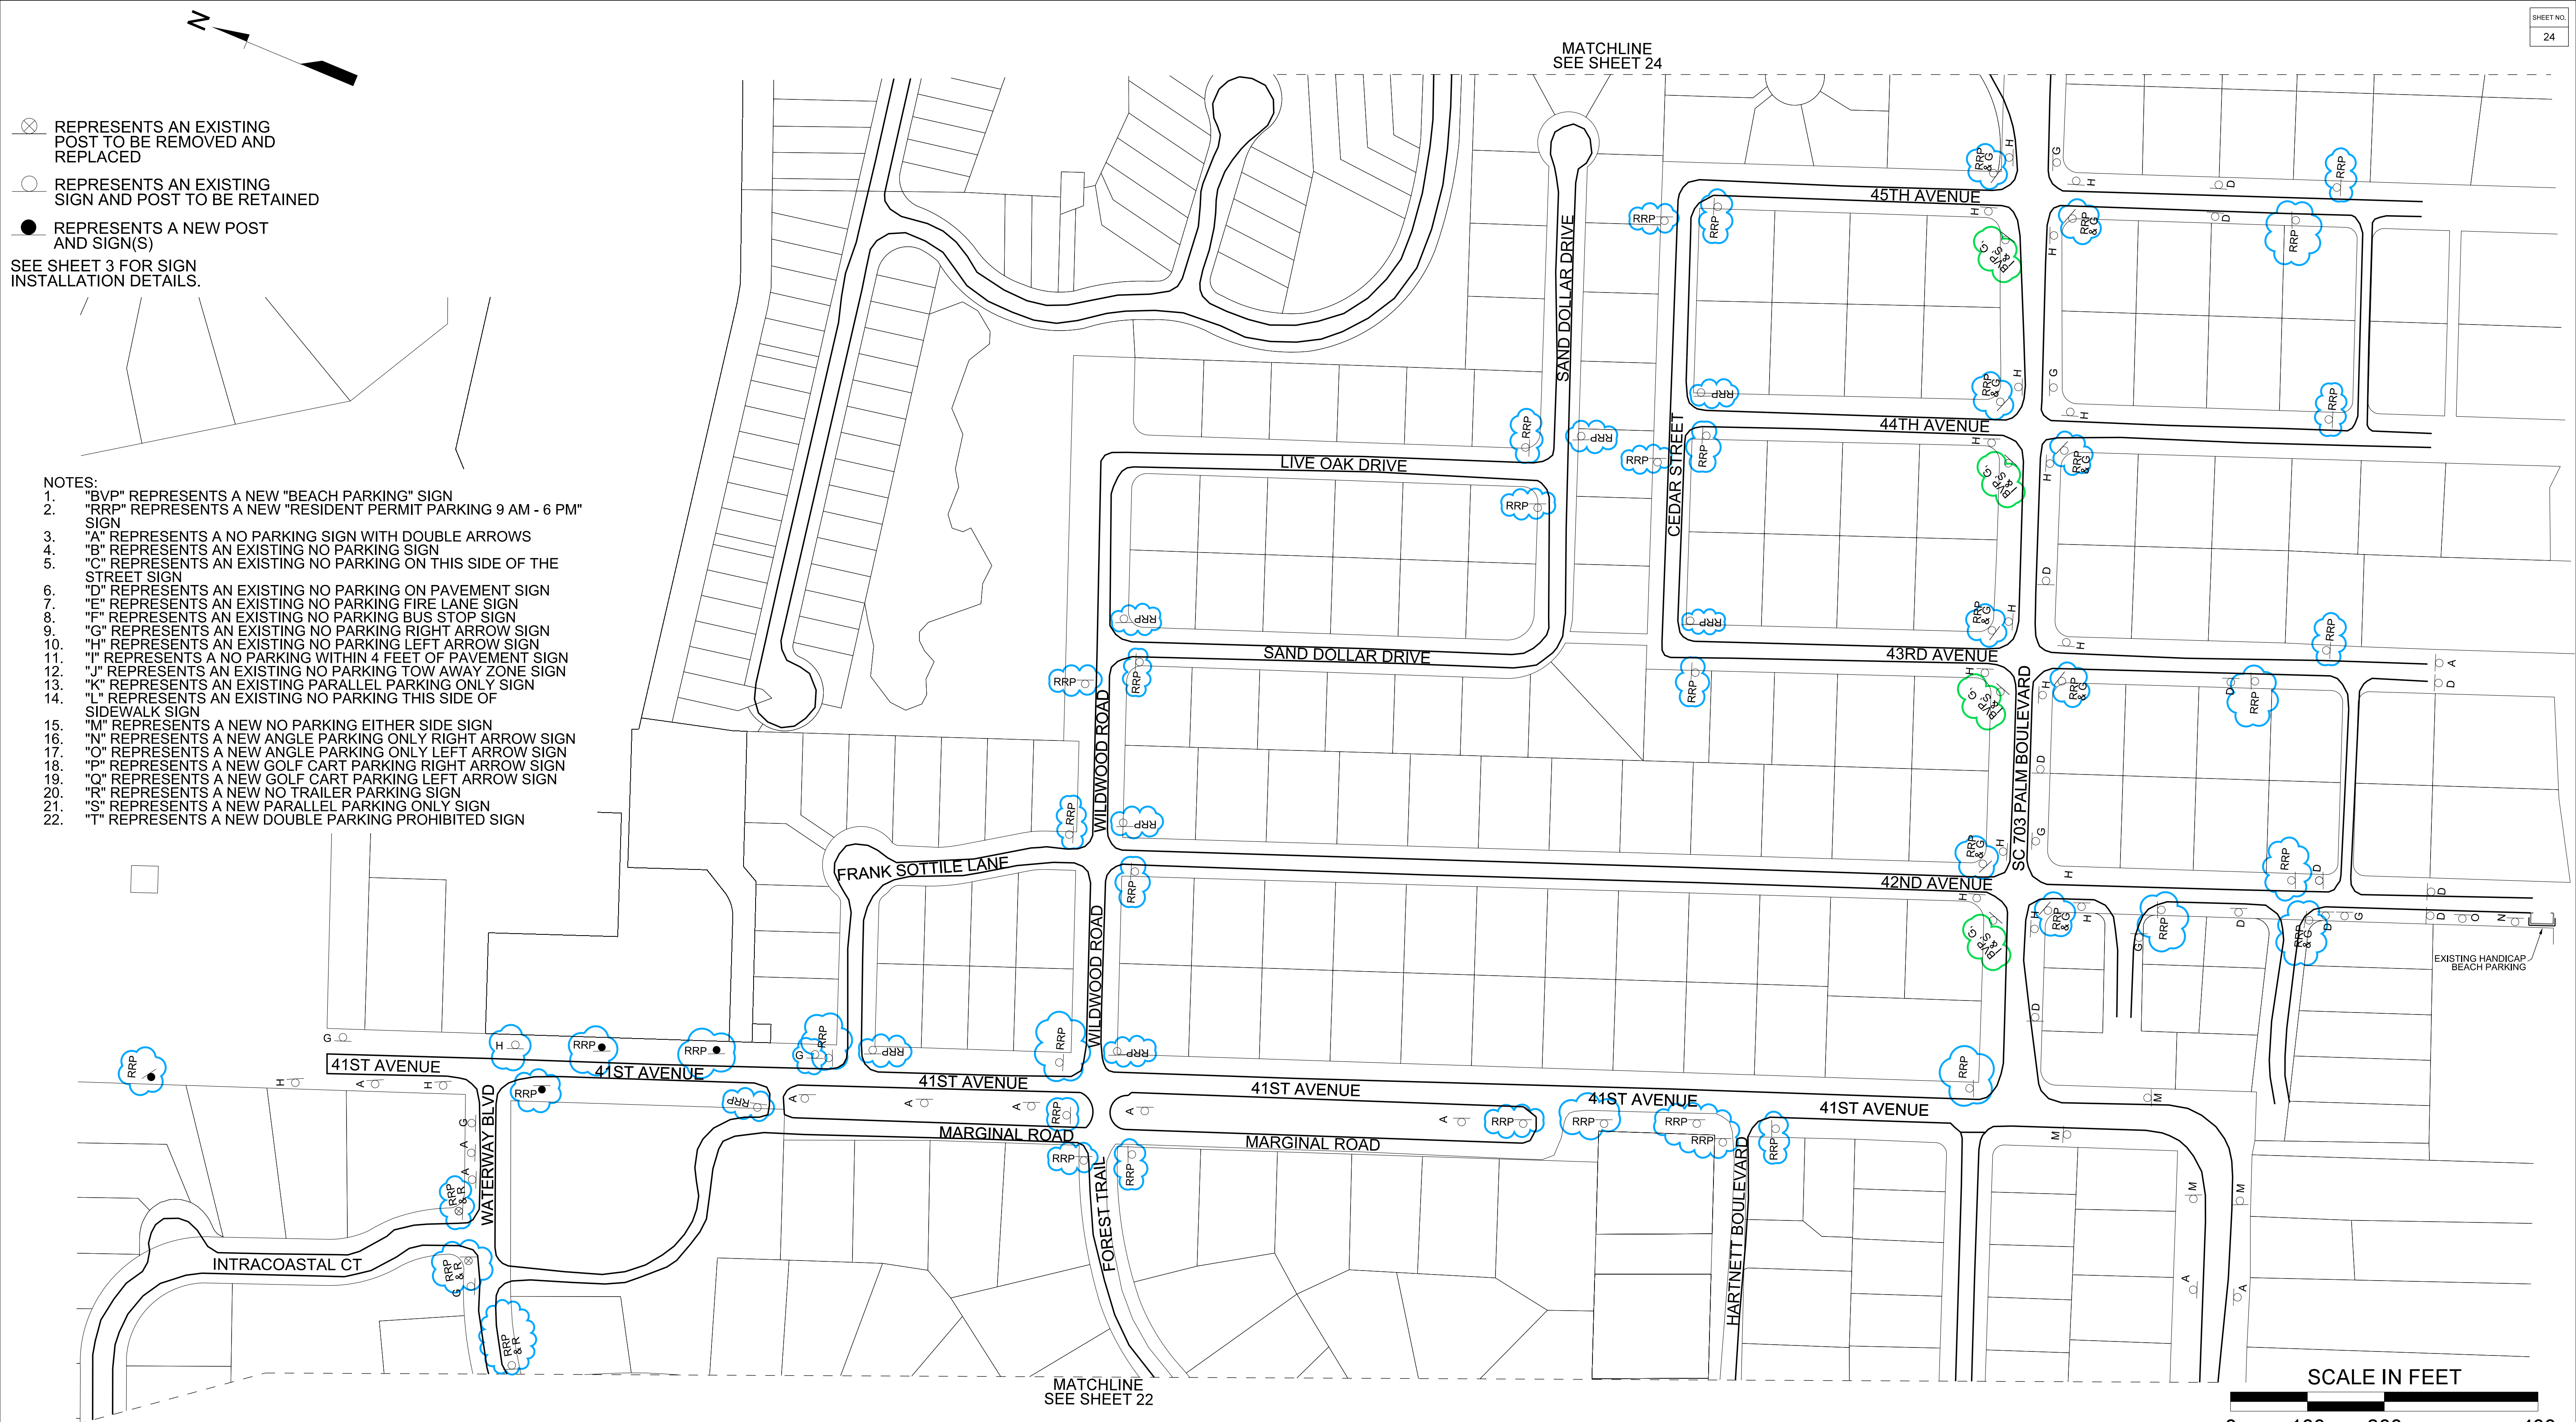 N
SHEET NO.
24
MATCHLINE
SEE SHEET 24
REPRESENTS AN EXISTING
POST TO BE REMOVED AND
REPLACED
REPRESENTS AN EXISTING
SIGN AND POST TO BE RETAINED
REPRESENTS A NEW POST
AND SIGN(S)
SEE SHEET 3 FOR SIGN
INSTALLATION DETAILS.
NOTES:
1. "BVP" REPRESENTS A NEW "BEACH PARKING" SIGN
2. "RRP" REPRESENTS A NEW "RESIDENT PERMIT PARKING 9 AM - 6 PM"
SIGN
3. "A" REPRESENTS A NO PARKING SIGN WITH DOUBLE ARROWS
4. "B" REPRESENTS AN EXISTING NO PARKING SIGN
5. "C" REPRESENTS AN EXISTING NO PARKING ON THIS SIDE OF THE
STREET SIGN
6. "D" REPRESENTS AN EXISTING NO PARKING ON PAVEMENT SIGN
7. "E" REPRESENTS AN EXISTING NO PARKING FIRE LANE SIGN
8. "F" REPRESENTS AN EXISTING NO PARKING BUS STOP SIGN
9. "G" REPRESENTS AN EXISTING NO PARKING RIGHT ARROW SIGN
10. "H" REPRESENTS AN EXISTING NO PARKING LEFT ARROW SIGN
11. "I" REPRESENTS A NO PARKING WITHIN 4 FEET OF PAVEMENT SIGN
12. "J" REPRESENTS AN EXISTING NO PARKING TOW AWAY ZONE SIGN
13. "K" REPRESENTS AN EXISTING PARALLEL PARKING ONLY SIGN
14. "L" REPRESENTS AN EXISTING NO PARKING THIS SIDE OF
SIDEWALK SIGN
15. "M" REPRESENTS A NEW NO PARKING EITHER SIDE SIGN
16. "N" REPRESENTS A NEW ANGLE PARKING ONLY RIGHT ARROW SIGN
17. "O" REPRESENTS A NEW ANGLE PARKING ONLY LEFT ARROW SIGN
18. "P" REPRESENTS A NEW GOLF CART PARKING RIGHT ARROW SIGN
19. "Q" REPRESENTS A NEW GOLF CART PARKING LEFT ARROW SIGN
20. "R" REPRESENTS A NEW NO TRAILER PARKING SIGN
21. "S" REPRESENTS A NEW PARALLEL PARKING ONLY SIGN
22. "T" REPRESENTS A NEW DOUBLE PARKING PROHIBITED SIGN
45TH AVENUE
SAND DOLLAR DRIVE
44TH AVENUE
CEDAR STREET
LIVE OAK DRIVE
SAND DOLLAR DRIVE
43RD AVENUE
SC 703 PALM BOULEVARD
WILDWOOD ROAD
FRANK SOTTILE LANE
42ND AVENUE
WILDWOOD ROAD
EXISTING HANDICAP
BEACH PARKING
41ST AVENUE
41ST AVENUE
41ST AVENUE
41ST AVENUE
41ST AVENUE
41ST AVENUE
MARGINAL ROAD
MARGINAL ROAD
WATERWAY BLVD
FOREST TRAIL
HARTNETT BOULEVARD
INTRACOASTAL CT
RRP
RRP
RRP
RRP
& G
RRP
& R
H
G
D
A
M
O
N
MATCHLINE
SEE SHEET 22
SCALE IN FEET